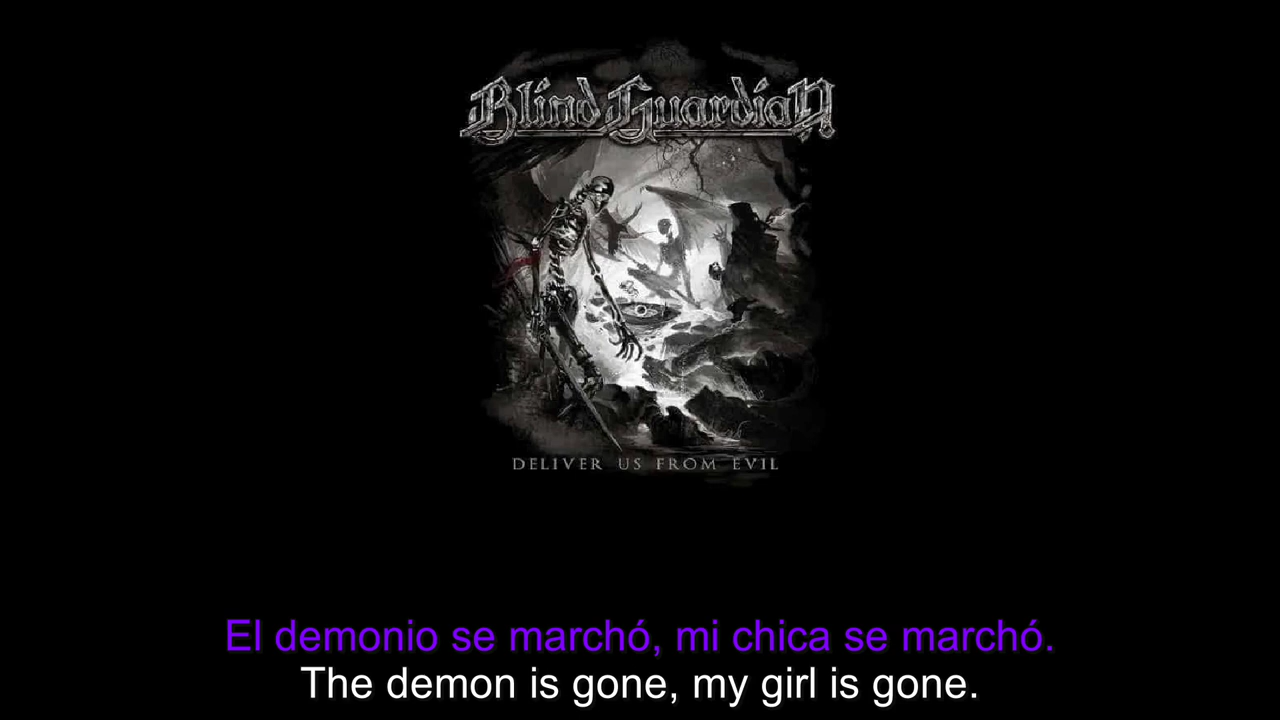 Blind Guardian
DELIVER US FROM EVIL
El demonio se marchó, mi chica se marchó.
The demon is gone, my girl is gone.